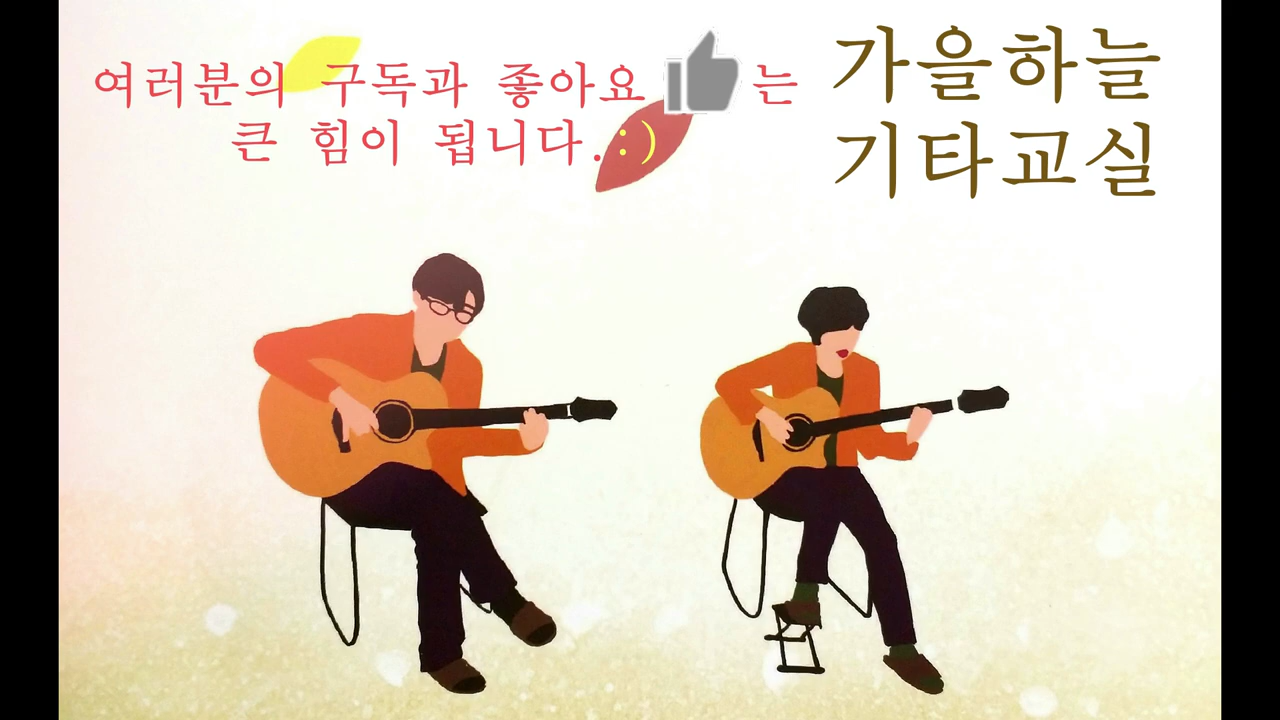 여러분의 구독과 좋아요 는
큰 힘이 됩니다. :)
가을하늘
기타교실